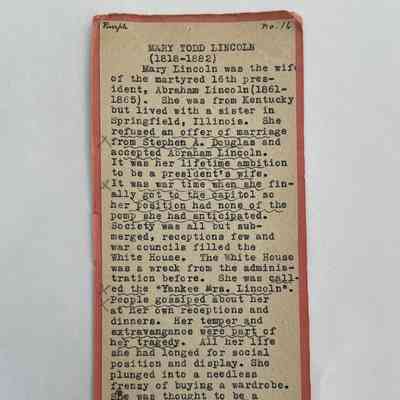 Purple no. 16
MARY TODD LINCOLN
(1818-1882)
Mary Lincoln was the wife
of the martyred 16th pres-
ident, Abraham Lincoln(1861-
1865). She was from Kentucky
but lived with a sister in
Springfield, Illinois. She
refused an offer of marriage
from Stephen A. Douglas and
accepted Abraham Lincoln.
It was her lifetime ambition
to be a president's wife.
It was war time when she fin-
ally got to the capitol so
her position had none of the
pomp she had anticipated.
Society was all but sub-
merged, receptions few and
war councils filled the
White House. The White House
was a wreck from the adminis-
tration before. She was call-
ed the "Yankee Mrs. Lincoln".
People gossiped about her
at her own receptions and
dinners. Her temper and
extravangance were part of
her tragedy. All her life
she had longed for social
position and display. She
plunged into a needless
frenzy of buying a wardrobe.
She was thought to be a